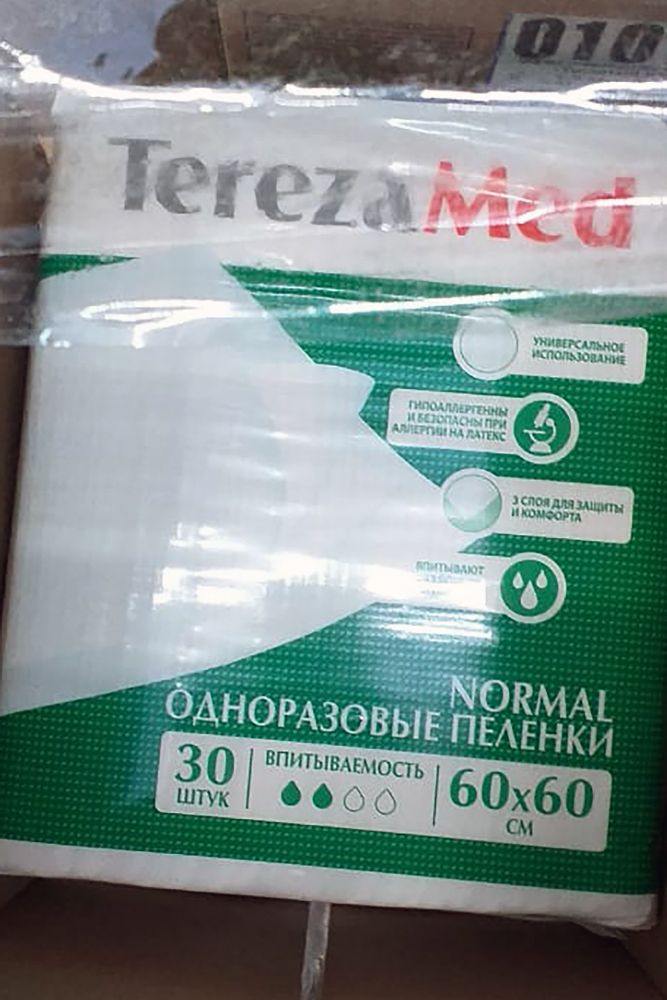 010
TerezaMed
УНИВЕРСАЛЬНОЕ
ИСПОЛЬЗОВАНИЕ
ГИПОАЛЛЕРГЕННЫ
И БЕЗОПАСНЫ ПРИ
АЛЛЕРГИИ НА ЛАТЕКС
3 СЛОЯ ДЛЯ ЗАЩИТЫ
И КОМФОРТА
ВПИТЫВАЮТ
NORMAL
ОДНОРАЗОВЫЕ ПЕЛЕНКИ
30
ШТУК
ВПИТЫВАЕМОСТЬ
60x60
СМ